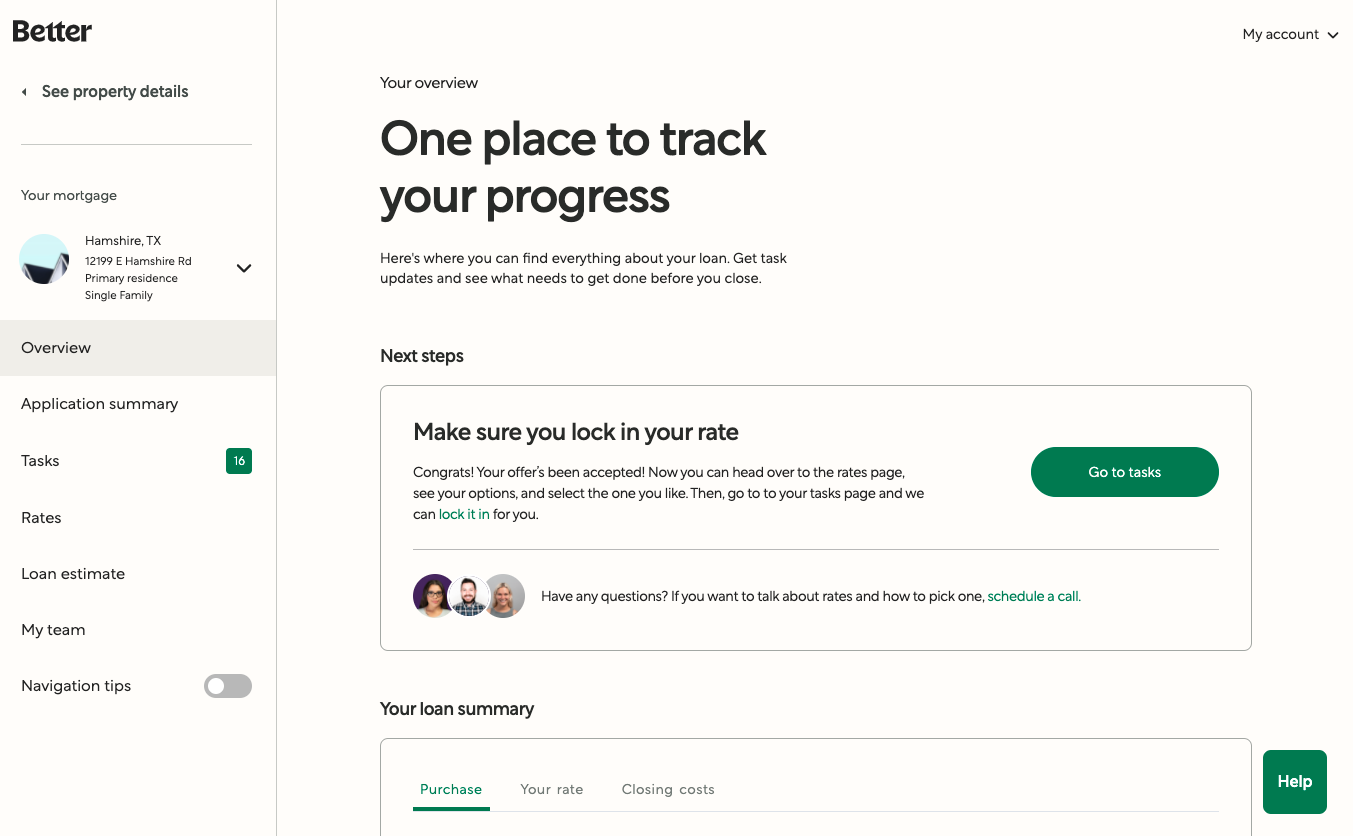 Better
My account
See property details
Your overview
One place to track
your progress
Your mortgage
Hamshire, TX
12199 E Hamshire Rd
Primary residence
Single Family
Here's where you can find everything about your loan. Get task
updates and see what needs to get done before you close.
Overview
Next steps
Application summary
Make sure you lock in your rate
Tasks
16
Congrats! Your offer's been accepted! Now you can head over to the rates page,
see your options, and select the one you like. Then, go to to your tasks page and we
can lock it in for you.
Go to tasks
Rates
Loan estimate
Have any questions? If you want to talk about rates and how to pick one, schedule a call.
My team
Navigation tips
Your loan summary
Purchase
Your rate
Closing costs
Help